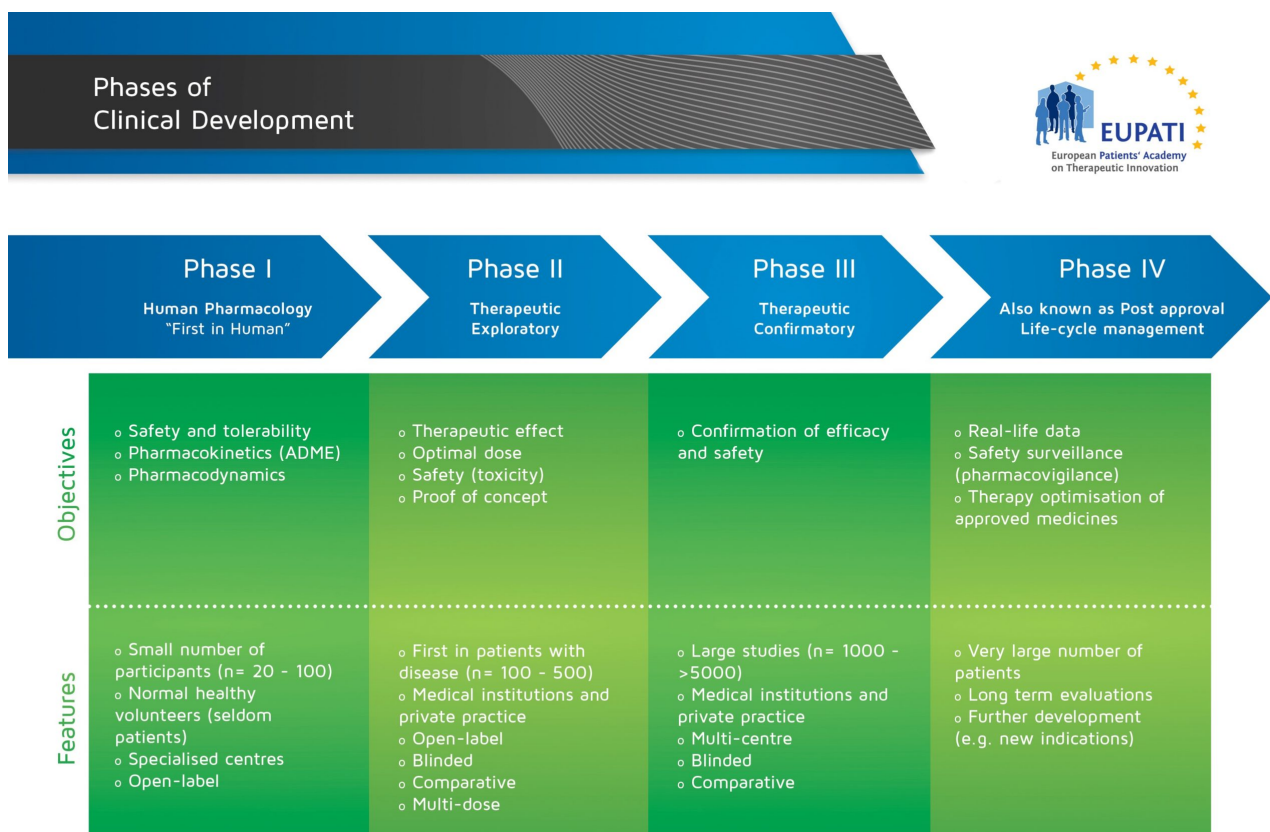 Phases of
Clinical Development
EUPATI
European Patients' Academy
on Therapeutic Innovation
Phase I
Human Pharmacology
“First in Human”
Phase II
Therapeutic
Exploratory
Phase III
Therapeutic
Confirmatory
Phase IV
Also known as Post approval
Life-cycle management
Objectives
o Safety and tolerability
o Pharmacokinetics (ADME)
o Pharmacodynamics
o Therapeutic effect
o Optimal dose
o Safety (toxicity)
o Proof of concept
o Confirmation of efficacy
and safety
o Real-life data
o Safety surveillance
(pharmacovigilance)
o Therapy optimisation of
approved medicines
Features
o Small number of
participants (n= 20 - 100)
o Normal healthy
volunteers (seldom
patients)
o Specialised centres
o Open-label
o First in patients with
disease (n= 100 - 500)
o Medical institutions and
private practice
o Open-label
o Blinded
o Comparative
o Multi-dose
o Large studies (n= 1000 -
>5000)
o Medical institutions and
private practice
o Multi-centre
o Blinded
o Comparative
o Very large number of
patients
o Long term evaluations
o Further development
(e.g. new indications)